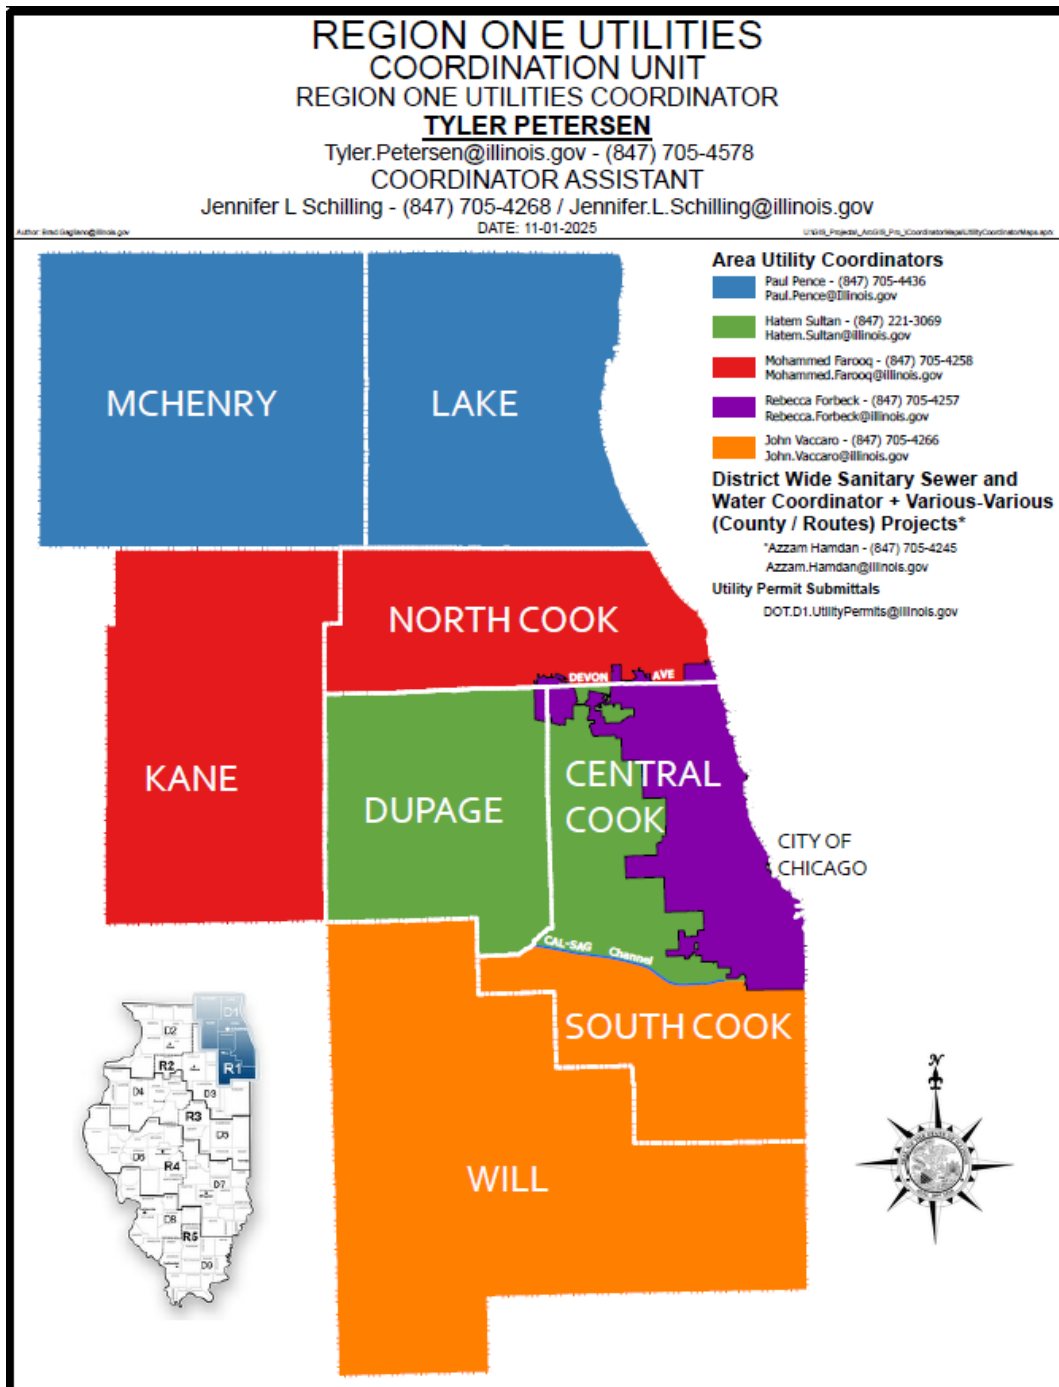 REGION ONE UTILITIES
COORDINATION UNIT
REGION ONE UTILITIES COORDINATOR
TYLER PETERSEN
Tyler.Petersen@illinois.gov - (847) 705-4578
COORDINATOR ASSISTANT
Jennifer L Schilling - (847) 705-4268 / Jennifer.L.Schilling@illinois.gov
DATE: 11-01-2025
Author: Brad.Gagliano@illinois.gov
Area Utility Coordinators
Paul Pence - (847) 705-4436
Paul.Pence@Illinois.gov
Hatem Sultan - (847) 221-3069
Hatem.Sultan@illinois.gov
Mohammed Farooq - (847) 705-4258
Mohammed.Farooq@illinois.gov
Rebecca Forbeck - (847) 705-4257
Rebecca.Forbeck@illinois.gov
John Vaccaro - (847) 705-4266
John.Vaccaro@illinois.gov
District Wide Sanitary Sewer and
Water Coordinator + Various-Various
(County / Routes) Projects*
*Azzam Hamdan - (847) 705-4245
Azzam.Hamdan@illinois.gov
Utility Permit Submittals
DOT.D1.UtilityPermits@illinois.gov
MCHENRY
LAKE
NORTH COOK
DEVON AVE
KANE
DUPAGE
CENTRAL
COOK
CITY OF
CHICAGO
CAL-SAG Channel
SOUTH COOK
WILL
D1
D2
R2
R1
D4
D3
R3
D5
D6
R4
D7
D8
R5
D9
N